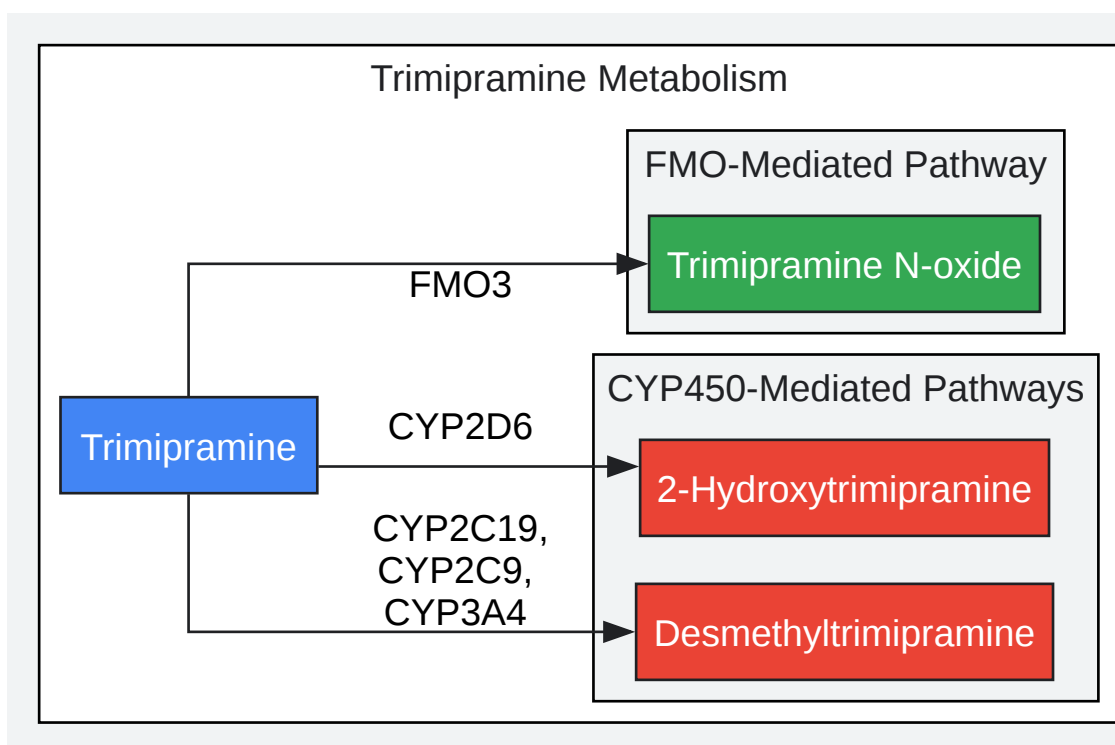 Trimipramine Metabolism
FMO-Mediated Pathway
Trimipramine N-oxide
FMO3
CYP450-Mediated Pathways
Trimipramine
CYP2D6
2-Hydroxytrimipramine
CYP2C19,
CYP2C9,
CYP3A4
Desmethyltrimipramine